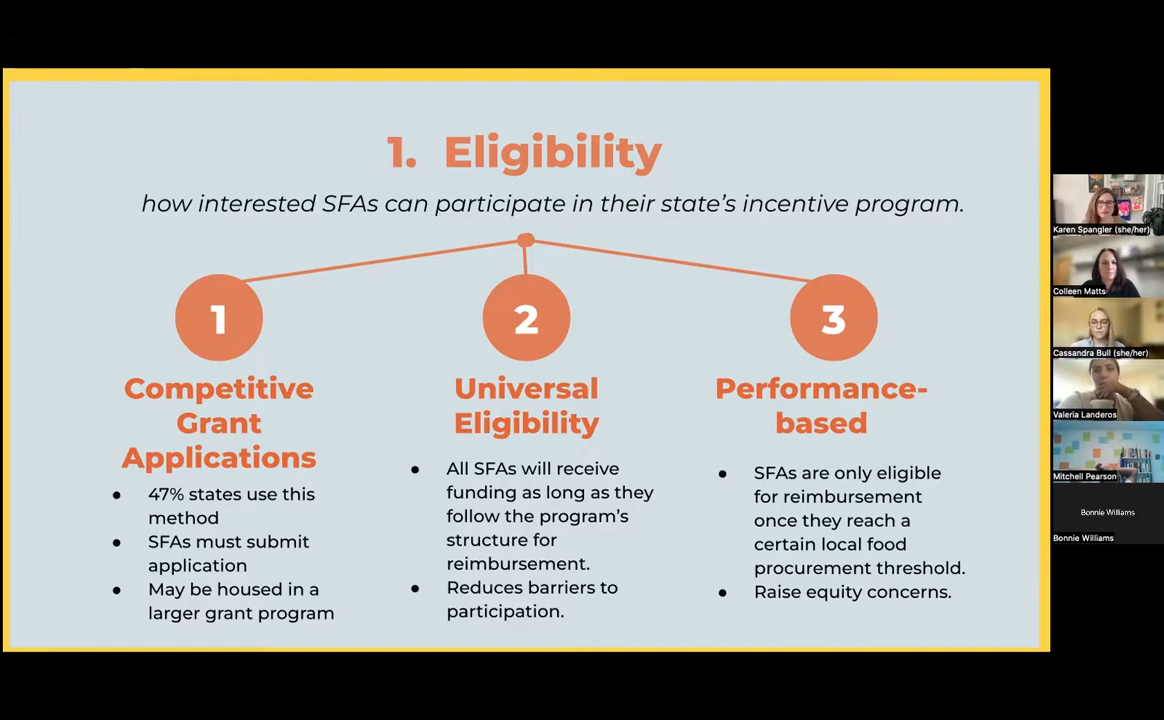 1. Eligibility
how interested SFAs can participate in their state's incentive program.
1
Competitive
Grant
Applications
● 47% states use this
method
● SFAs must submit
application
● May be housed in a
larger grant program
2
Universal
Eligibility
● All SFAs will receive
funding as long as they
follow the program's
structure for
reimbursement.
● Reduces barriers to
participation.
3
Performance-
based
● SFAs are only eligible
for reimbursement
once they reach a
certain local food
procurement threshold.
● Raise equity concerns.
Karen Spangler (she/her)
Colleen Matts
Cassandra Bull (she/her)
Valeria Landeros
Mitchell Pearson
Bonnie Williams
Bonnie Williams